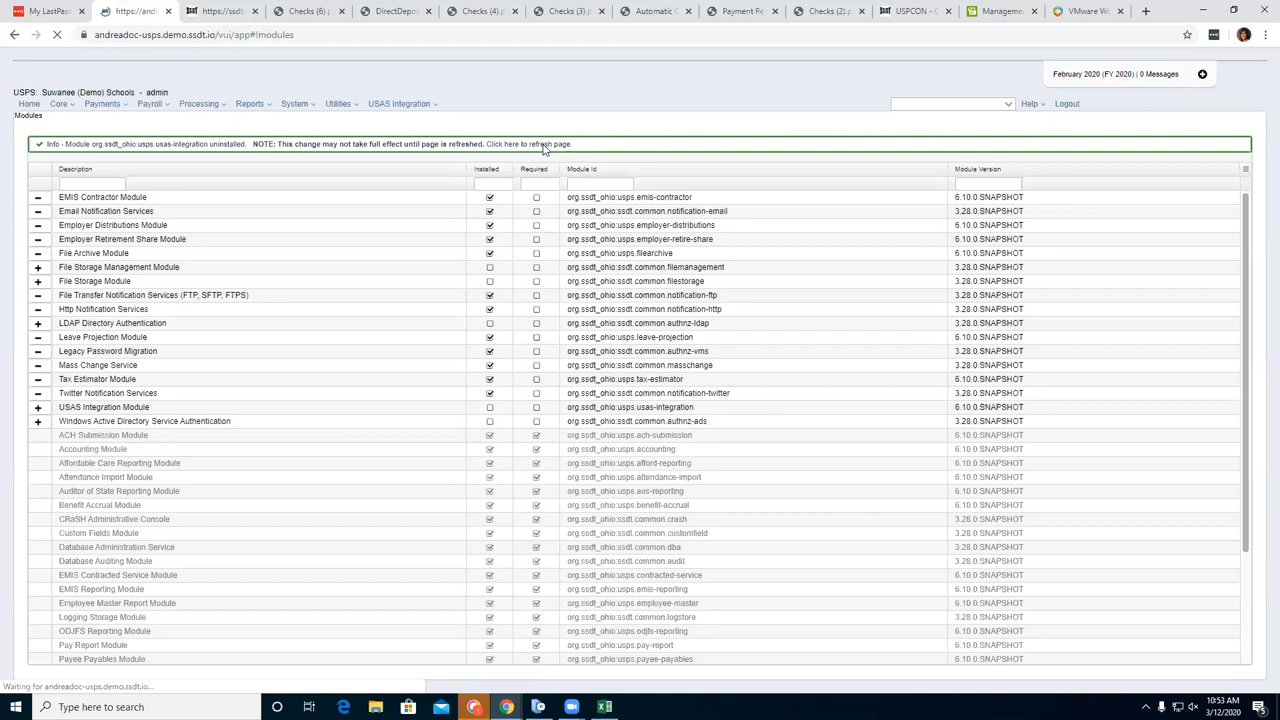 My LastPass
https://andr
https://ssdt
Checks (6).p
DirectDepos
Checks (4).p
Checks (3).p
Automatic C
Payment Re
Checks (2).p
USPCON - C
Manageme
VMware Wo
andreadoc-usps.demo.ssdt.io/vui/app#!modules
February 2020 (FY 2020) | 0 Messages
USPS: Suwanee (Demo) Schools - admin
Home Core Payments Payroll Processing Reports System Utilities USAS Integration Help Logout
Modules
Info - Module org.ssdt_ohio:usps.usas-integration uninstalled. NOTE: This change may not take full effect until page is refreshed. Click here to refresh page.
Description Installed Required Module Id Module Version
EMIS Contractor Module org.ssdt_ohio:usps.emis-contractor 6.10.0.SNAPSHOT
Email Notification Services org.ssdt_ohio:ssdt.common.notification-email 3.28.0.SNAPSHOT
Employer Distributions Module org.ssdt_ohio:usps.employer-distributions 6.10.0.SNAPSHOT
Employer Retirement Share Module org.ssdt_ohio:usps.employer-retire-share 6.10.0.SNAPSHOT
File Archive Module org.ssdt_ohio:usps.filearchive 6.10.0.SNAPSHOT
File Storage Management Module org.ssdt_ohio:ssdt.common.filemanagement 3.28.0.SNAPSHOT
File Storage Module org.ssdt_ohio:ssdt.common.filestorage 3.28.0.SNAPSHOT
File Transfer Notification Services (FTP, SFTP, FTPS) org.ssdt_ohio:ssdt.common.notification-ftp 3.28.0.SNAPSHOT
Http Notification Services org.ssdt_ohio:ssdt.common.notification-http 3.28.0.SNAPSHOT
LDAP Directory Authentication org.ssdt_ohio:ssdt.common.authnz-ldap 3.28.0.SNAPSHOT
Leave Projection Module org.ssdt_ohio:usps.leave-projection 6.10.0.SNAPSHOT
Legacy Password Migration org.ssdt_ohio:ssdt.common.authnz-vms 3.28.0.SNAPSHOT
Mass Change Service org.ssdt_ohio:ssdt.common.masschange 3.28.0.SNAPSHOT
Tax Estimator Module org.ssdt_ohio:usps.tax-estimator 6.10.0.SNAPSHOT
Twitter Notification Services org.ssdt_ohio:ssdt.common.notification-twitter 3.28.0.SNAPSHOT
USAS Integration Module org.ssdt_ohio:usps.usas-integration 6.10.0.SNAPSHOT
Windows Active Directory Service Authentication org.ssdt_ohio:ssdt.common.authnz-ads 3.28.0.SNAPSHOT
ACH Submission Module org.ssdt_ohio:usps.ach-submission 6.10.0.SNAPSHOT
Accounting Module org.ssdt_ohio:usps.accounting 6.10.0.SNAPSHOT
Affordable Care Reporting Module org.ssdt_ohio:usps.afford-reporting 6.10.0.SNAPSHOT
Attendance Import Module org.ssdt_ohio:usps.attendance-import 6.10.0.SNAPSHOT
Auditor of State Reporting Module org.ssdt_ohio:usps.aos-reporting 6.10.0.SNAPSHOT
Benefit Accrual Module org.ssdt_ohio:usps.benefit-accrual 6.10.0.SNAPSHOT
CRaSH Administrative Console org.ssdt_ohio:ssdt.common.crash 3.28.0.SNAPSHOT
Custom Fields Module org.ssdt_ohio:ssdt.common.customfield 3.28.0.SNAPSHOT
Database Administration Service org.ssdt_ohio:ssdt.common.dba 3.28.0.SNAPSHOT
Database Auditing Module org.ssdt_ohio:ssdt.common.audit 3.28.0.SNAPSHOT
EMIS Contracted Service Module org.ssdt_ohio:usps.contracted-service 6.10.0.SNAPSHOT
EMIS Reporting Module org.ssdt_ohio:usps.emis-reporting 6.10.0.SNAPSHOT
Employee Master Report Module org.ssdt_ohio:usps.employee-master 6.10.0.SNAPSHOT
Logging Storage Module org.ssdt_ohio:ssdt.common.logstore 3.28.0.SNAPSHOT
ODJFS Reporting Module org.ssdt_ohio:usps.odjfs-reporting 6.10.0.SNAPSHOT
Pay Report Module org.ssdt_ohio:usps.pay-report 6.10.0.SNAPSHOT
Payee Payables Module org.ssdt_ohio:usps.payee-payables 6.10.0.SNAPSHOT
Waiting for andreadoc-usps.demo.ssdt.io...
Type here to search
10:53 AM
3/12/2020
5